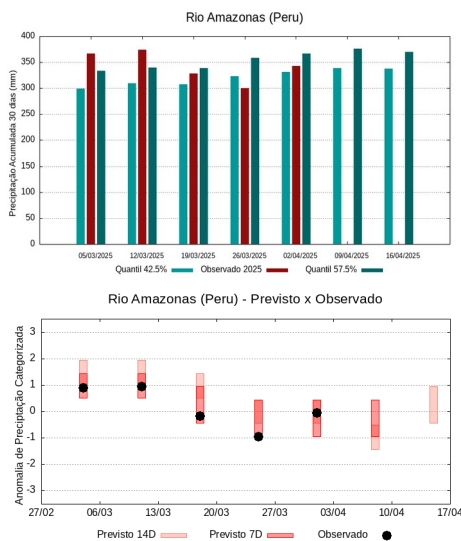 Rio Amazonas (Peru)
Precipitação Acumulada 30 dias (mm)
400
350
300
250
200
150
100
50
0
05/03/2025 12/03/2025 19/03/2025 26/03/2025 02/04/2025 09/04/2025 16/04/2025
Quantil 42.5% Observado 2025 Quantil 57.5%
Rio Amazonas (Peru) - Previsto x Observado
Anomalia de Precipitação Categorizada
3
2
1
0
-1
-2
-3
27/02 06/03 13/03 20/03 27/03 03/04 10/04 17/04
Previsto 14D Previsto 7D Observado